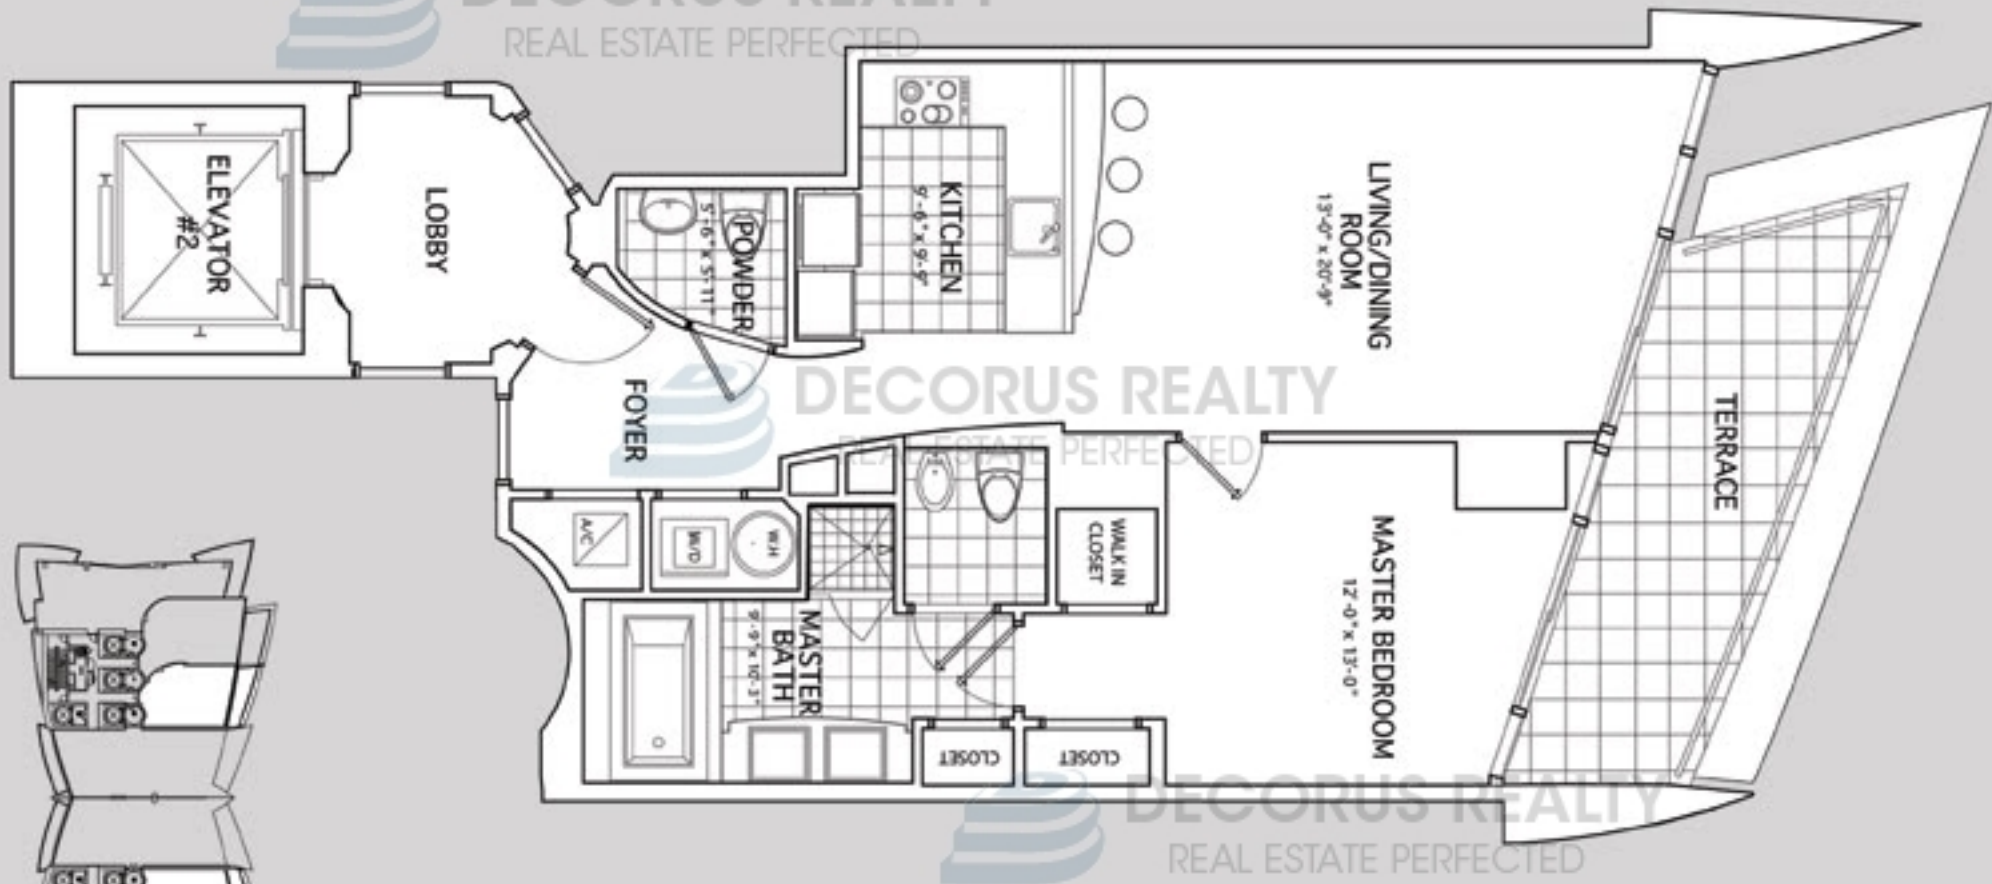 DECORUS REALTY
REAL ESTATE PERFECTED
ELEVATOR
#2
LOBBY
POWDER
5'-6" x 5'-11"
KITCHEN
9'-6" x 9'-9"
LIVING/DINING
ROOM
13'-0" x 20'-9"
TERRACE
FOYER
DECORUS REALTY
REAL ESTATE PERFECTED
A/C
W/D
W.H
WALK IN
CLOSET
MASTER
BATH
9'-9" x 10'-3"
MASTER BEDROOM
12'-0" x 13'-0"
CLOSET
CLOSET
DECORUS REALTY
REAL ESTATE PERFECTED